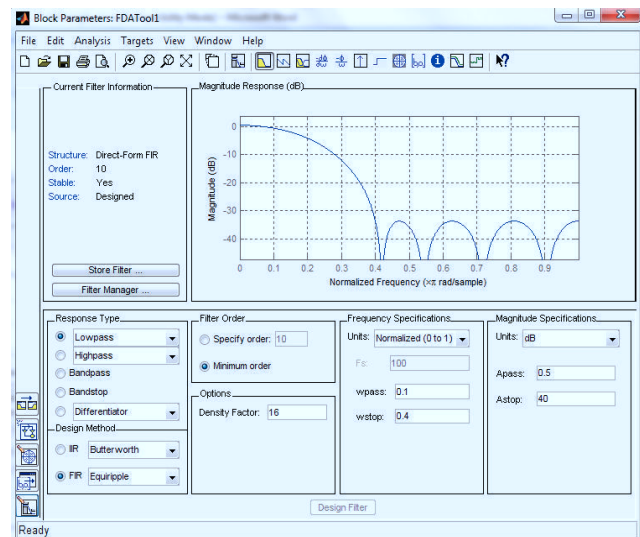 Block Parameters: FDATool1
File Edit Analysis Targets View Window Help
Current Filter Information
Structure: Direct-Form FIR
Order: 10
Stable: Yes
Source: Designed
Store Filter ...
Filter Manager ...
Magnitude Response (dB)
Magnitude (dB)
0
-10
-20
-30
-40
0 0.1 0.2 0.3 0.4 0.5 0.6 0.7 0.8 0.9
Normalized Frequency (×π rad/sample)
Response Type
Lowpass
Highpass
Bandpass
Bandstop
Differentiator
Design Method
IIR Butterworth
FIR Equiripple
Filter Order
Specify order: 10
Minimum order
Options
Density Factor: 16
Frequency Specifications
Units: Normalized (0 to 1)
Fs: 100
wpass: 0.1
wstop: 0.4
Magnitude Specifications
Units: dB
Apass: 0.5
Astop: 40
Design Filter
Ready